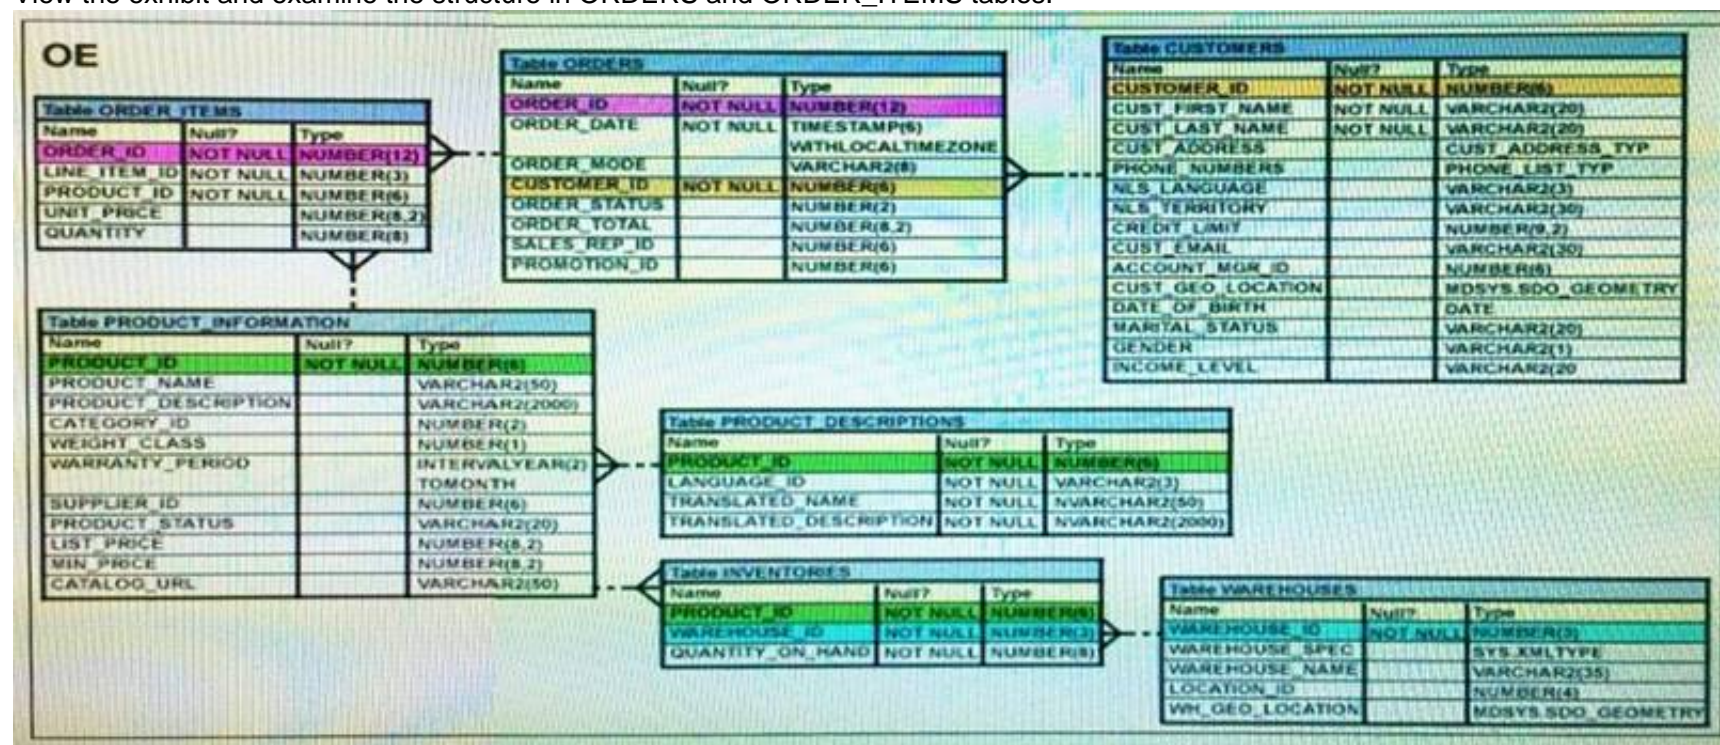 View the exhibit and examine the structure in ORDERS and ORDER_ITEMS tables.
OE
Table ORDER_ITEMS
Name Null? Type
ORDER_ID NOT NULL NUMBER(12)
LINE_ITEM_ID NOT NULL NUMBER(3)
PRODUCT_ID NOT NULL NUMBER(6)
UNIT_PRICE NUMBER(8,2)
QUANTITY NUMBER(8)
Table ORDERS
Name Null? Type
ORDER_ID NOT NULL NUMBER(12)
ORDER_DATE NOT NULL TIMESTAMP(6)
WITHLOCALTIMEZONE
ORDER_MODE VARCHAR2(8)
CUSTOMER_ID NOT NULL NUMBER(6)
ORDER_STATUS NUMBER(2)
ORDER_TOTAL NUMBER(8,2)
SALES_REP_ID NUMBER(6)
PROMOTION_ID NUMBER(6)
Table CUSTOMERS
Name Null? Type
CUSTOMER_ID NOT NULL NUMBER(6)
CUST_FIRST_NAME NOT NULL VARCHAR2(20)
CUST_LAST_NAME NOT NULL VARCHAR2(20)
CUST_ADDRESS CUST_ADDRESS_TYP
PHONE_NUMBERS PHONE_LIST_TYP
NLS_LANGUAGE VARCHAR2(3)
NLS_TERRITORY VARCHAR2(30)
CREDIT_LIMIT NUMBER(9,2)
CUST_EMAIL VARCHAR2(30)
ACCOUNT_MGR_ID NUMBER(6)
CUST_GEO_LOCATION MDSYS.SDO_GEOMETRY
DATE_OF_BIRTH DATE
MARITAL_STATUS VARCHAR2(20)
GENDER VARCHAR2(1)
INCOME_LEVEL VARCHAR2(20
Table PRODUCT_INFORMATION
Name Null? Type
PRODUCT_ID NOT NULL NUMBER(6)
PRODUCT_NAME VARCHAR2(50)
PRODUCT_DESCRIPTION VARCHAR2(2000)
CATEGORY_ID NUMBER(2)
WEIGHT_CLASS NUMBER(1)
WARRANTY_PERIOD INTERVALYEAR(2)
TOMONTH
SUPPLIER_ID NUMBER(6)
PRODUCT_STATUS VARCHAR2(20)
LIST_PRICE NUMBER(8,2)
MIN_PRICE NUMBER(8,2)
CATALOG_URL VARCHAR2(50)
Table PRODUCT_DESCRIPTIONS
Name Null? Type
PRODUCT_ID NOT NULL NUMBER(6)
LANGUAGE_ID NOT NULL VARCHAR2(3)
TRANSLATED_NAME NOT NULL NVARCHAR2(50)
TRANSLATED_DESCRIPTION NOT NULL NVARCHAR2(2000)
Table INVENTORIES
Name Null? Type
PRODUCT_ID NOT NULL NUMBER(6)
WAREHOUSE_ID NOT NULL NUMBER(3)
QUANTITY_ON_HAND NOT NULL NUMBER(8)
Table WAREHOUSES
Name Null? Type
WAREHOUSE_ID NOT NULL NUMBER(3)
WAREHOUSE_SPEC SYS.XMLTYPE
WAREHOUSE_NAME VARCHAR2(35)
LOCATION_ID NUMBER(4)
WH_GEO_LOCATION MDSYS.SDO_GEOMETRY